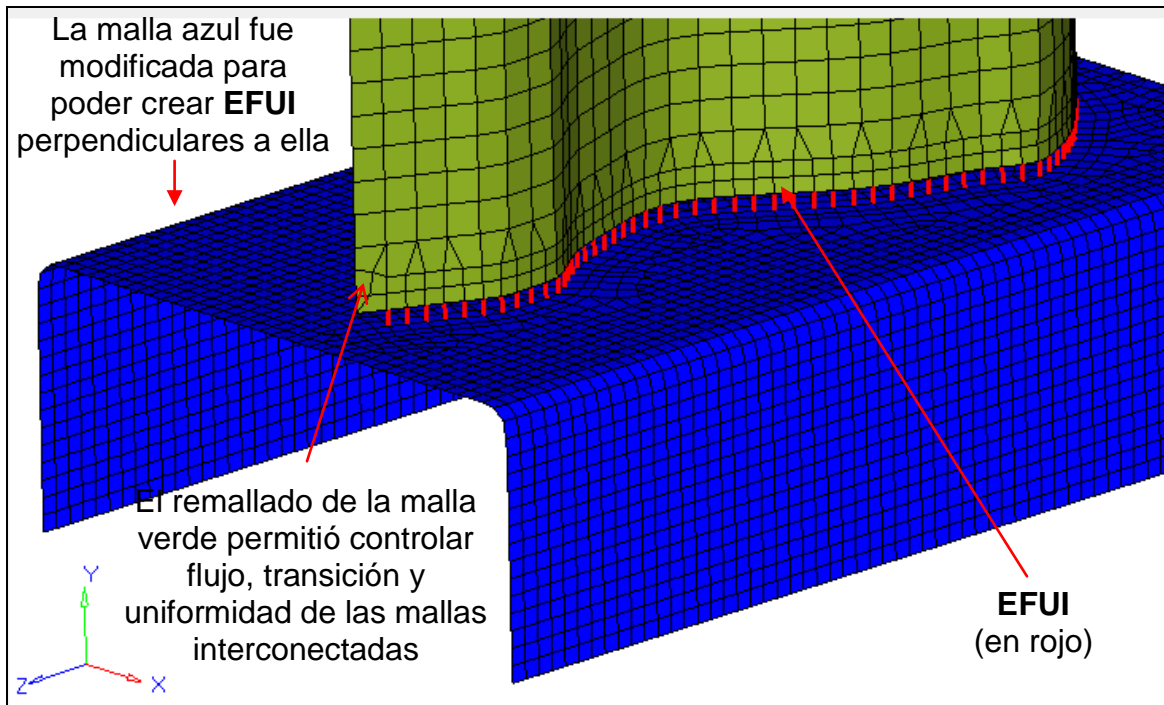 La malla azul fue
modificada para
poder crear EFUI
perpendiculares a ella
El remallado de la malla
verde permitió controlar
flujo, transición y
uniformidad de las mallas
interconectadas
EFUI
(en rojo)
Y
Z
X